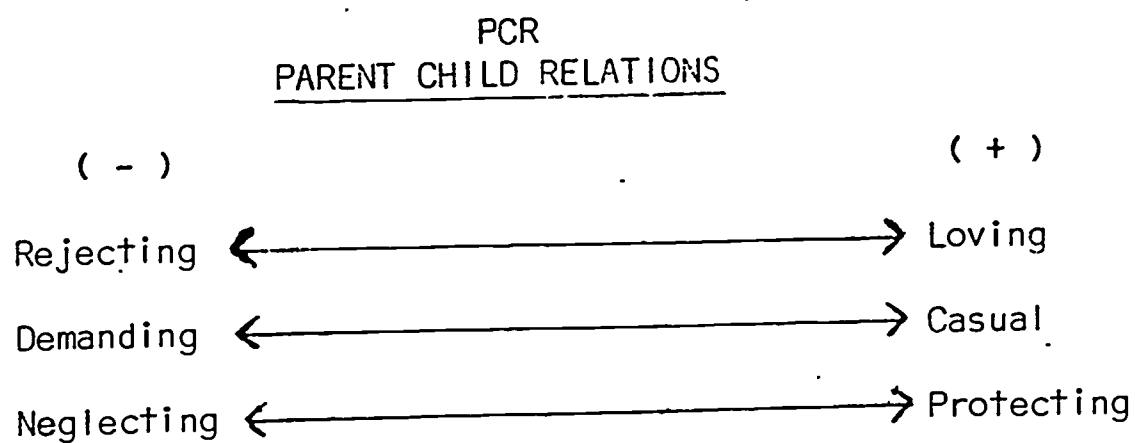 PCR
PARENT CHILD RELATIONS
( - ) ( + )
Rejecting Loving
Demanding Casual
Neglecting Protecting